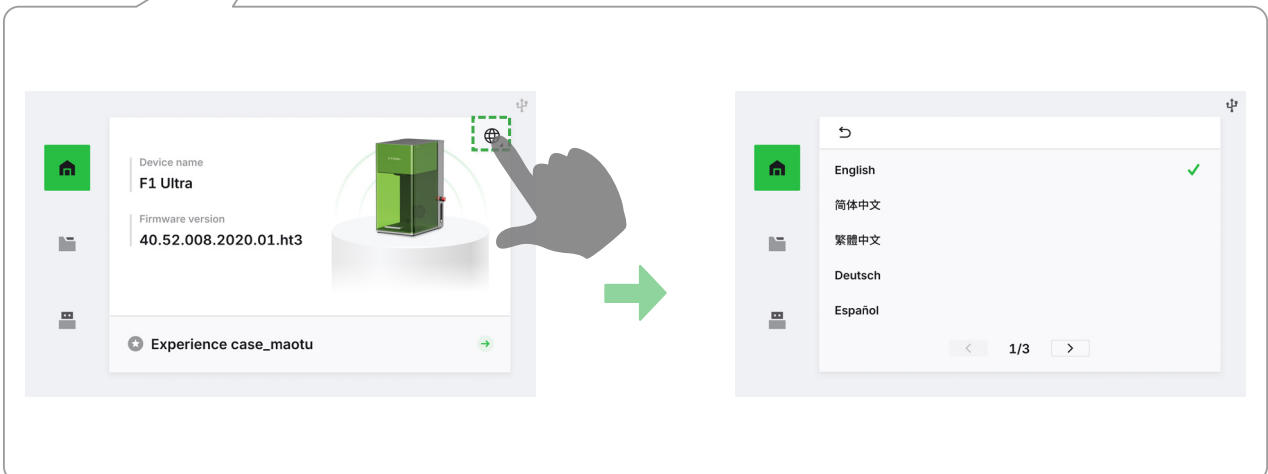 Device name
F1 Ultra
Firmware version
40.52.008.2020.01.ht3
Experience case_maotu
English
简体中文
繁體中文
Deutsch
Español
1/3